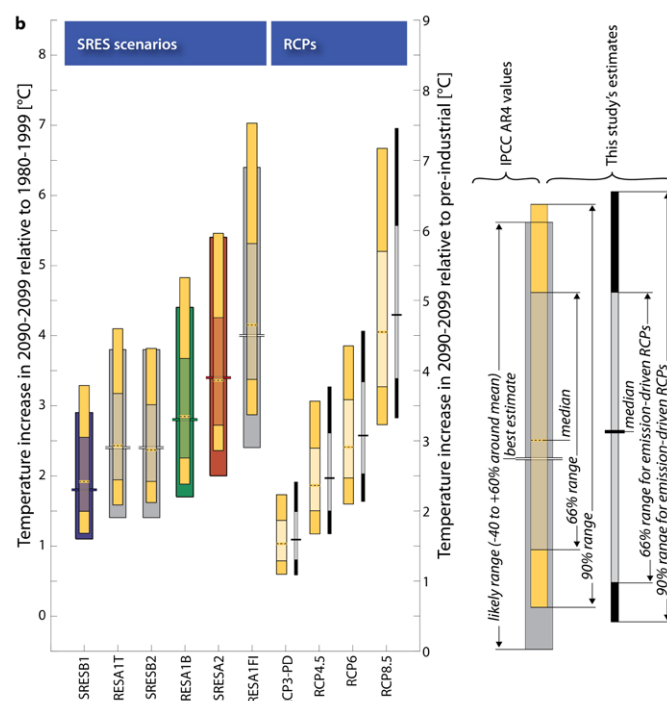 b
SRES scenarios
RCPs
Temperature increase in 2090-2099 relative to 1980-1999 [°C]
8
7
6
5
4
3
2
1
0
Temperature increase in 2090-2099 relative to pre-industrial [°C]
9
8
7
6
5
4
3
2
1
0
SRESB1
RESA1T
SRESB2
RESA1B
SRESA2
RESA1FI
CP3-PD
RCP4.5
RCP6
RCP8.5
IPCC AR4 values
This study's estimates
likely range (-40 to +60% around mean)
best estimate
median
66% range
90% range
median
66% range for emission-driven RCPs
90% range for emission-driven RCPs